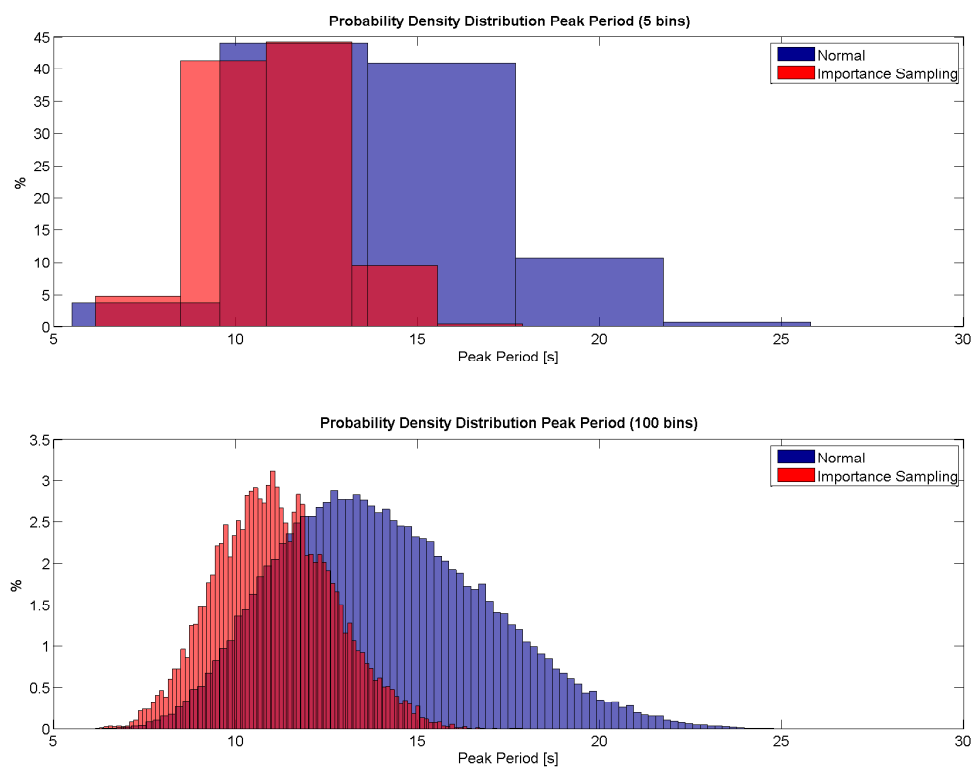 Probability Density Distribution Peak Period (5 bins)
45
40
35
30
25
20
15
10
5
0
%
Normal
Importance Sampling
5 10 15 20 25 30
Peak Period [s]
Probability Density Distribution Peak Period (100 bins)
3.5
3
2.5
2
1.5
1
0.5
0
%
Normal
Importance Sampling
5 10 15 20 25 30
Peak Period [s]